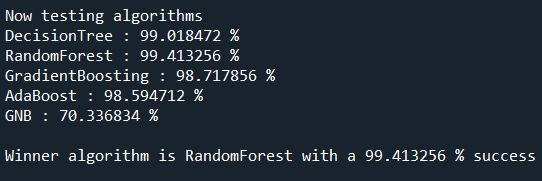 Now testing algorithms
DecisionTree : 99.018472 %
RandomForest : 99.413256 %
GradientBoosting : 98.717856 %
AdaBoost : 98.594712 %
GNB : 70.336834 %
Winner algorithm is RandomForest with a 99.413256 % success